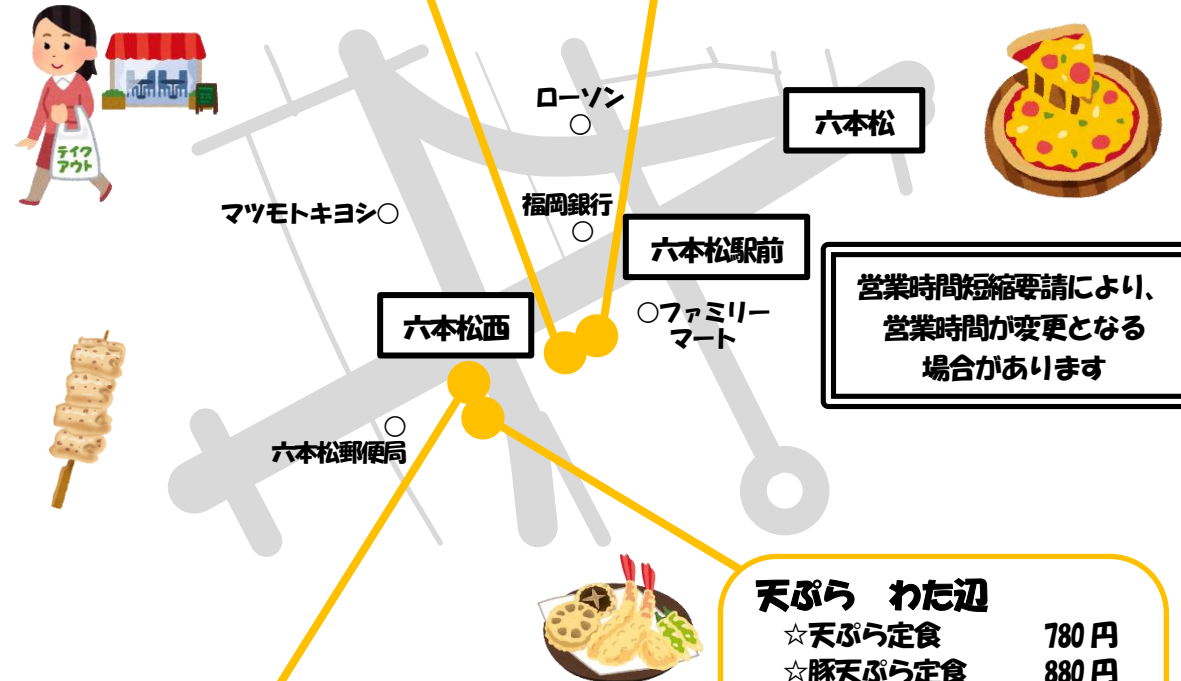 ローソン
六本松
テイク
アウト
福岡銀行
マツモトキヨシ○
六本松駅前
営業時間短縮要請により、
営業時間が変更となる
場合があります
○ファミリー
マート
六本松西
六本松郵便局
天ぷら わた辺
☆天ぷら定食 780円
☆豚天ぷら定食 880円